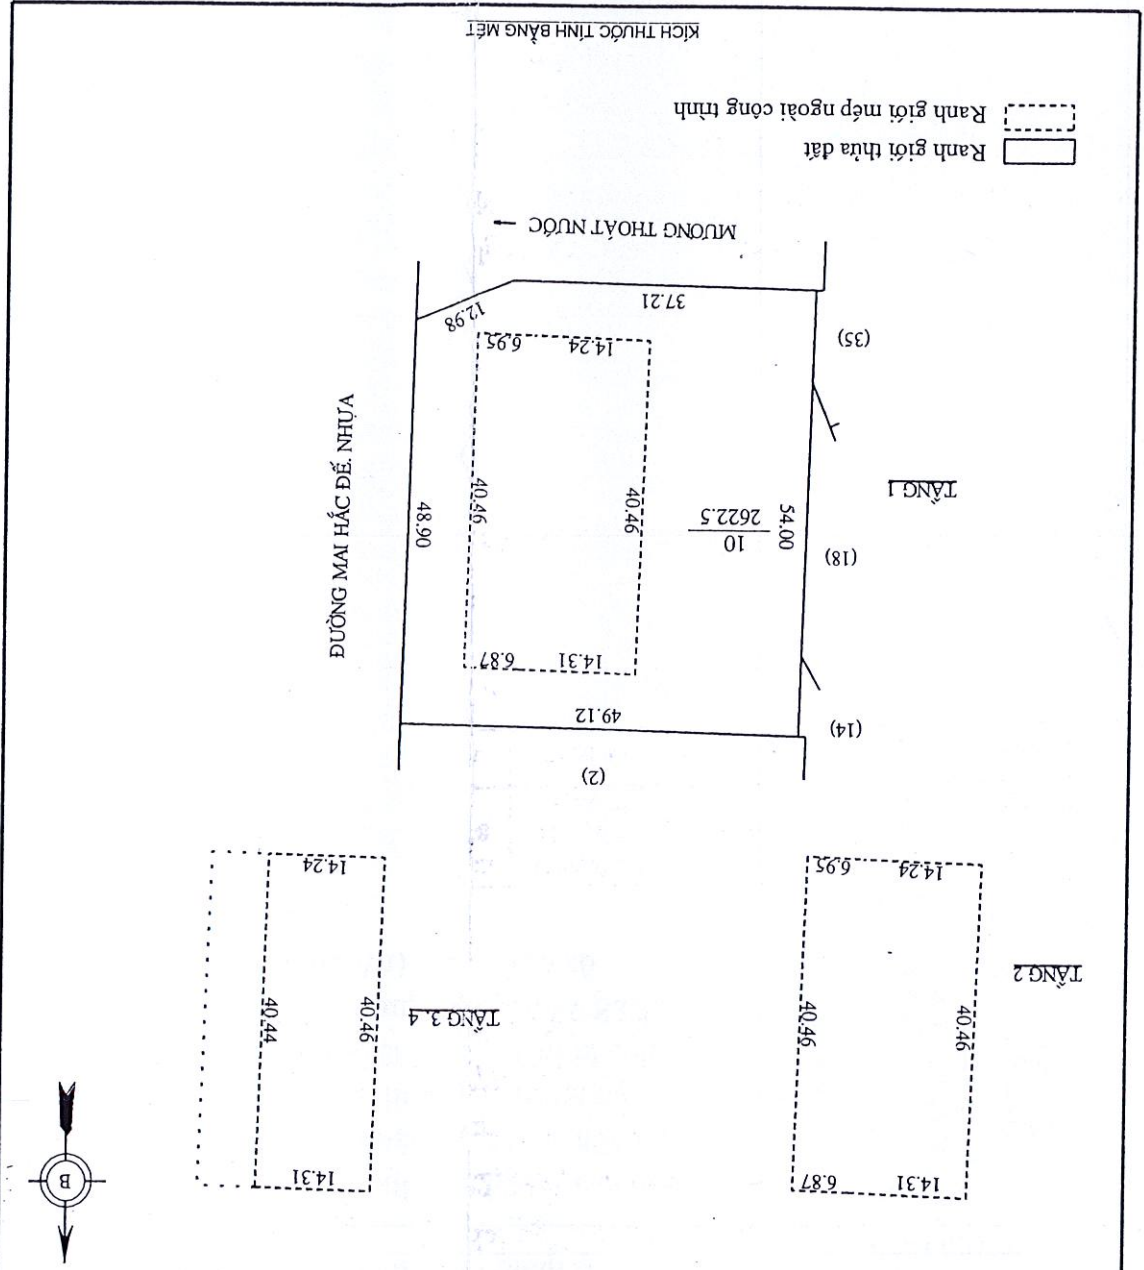 14.31 6.87
14.31
B
40.46
40.46
TẦNG 2
40.46
40.44
TẦNG 3, 4
14.24 6.95
14.24
(2)
(14)
49.12
14.31 6.87
(18)
54.00
10
2622.5
40.46
40.46
48.90
ĐƯỜNG MAI HẮC ĐẾ. NHỰA
TẦNG 1
(35)
14.24 6.95
12.98
37.21
MƯƠNG THOÁT NƯỚC →
Ranh giới thửa đất
Ranh giới mép ngoài công trình
KÍCH THƯỚC TÍNH BẰNG MÉT